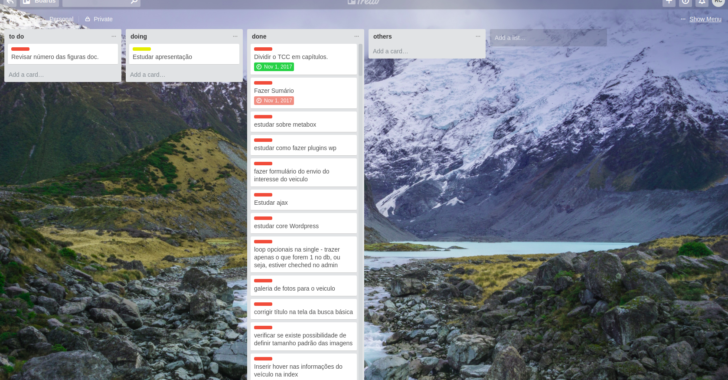 Boards
Trello
Personal
Private
Show Menu
to do
Revisar número das figuras doc.
Add a card...
doing
Estudar apresentação
Add a card...
done
Dividir o TCC em capítulos.
Nov 1, 2017
Fazer Sumário
Nov 1, 2017
estudar sobre metabox
estudar como fazer plugins wp
fazer formulário do envio do
interesse do veiculo
Estudar ajax
estudar core Wordpress
loop opcionais na single - trazer
apenas o que forem 1 no db, ou
seja, estiver cheched no admin
galeria de fotos para o veiculo
corrigir título na tela da busca básica
verificar se existe possibilidade de
definir tamanho padrão das imagens
Inserir hover nas informações do
veículo na index
others
Add a card...
Add a list...